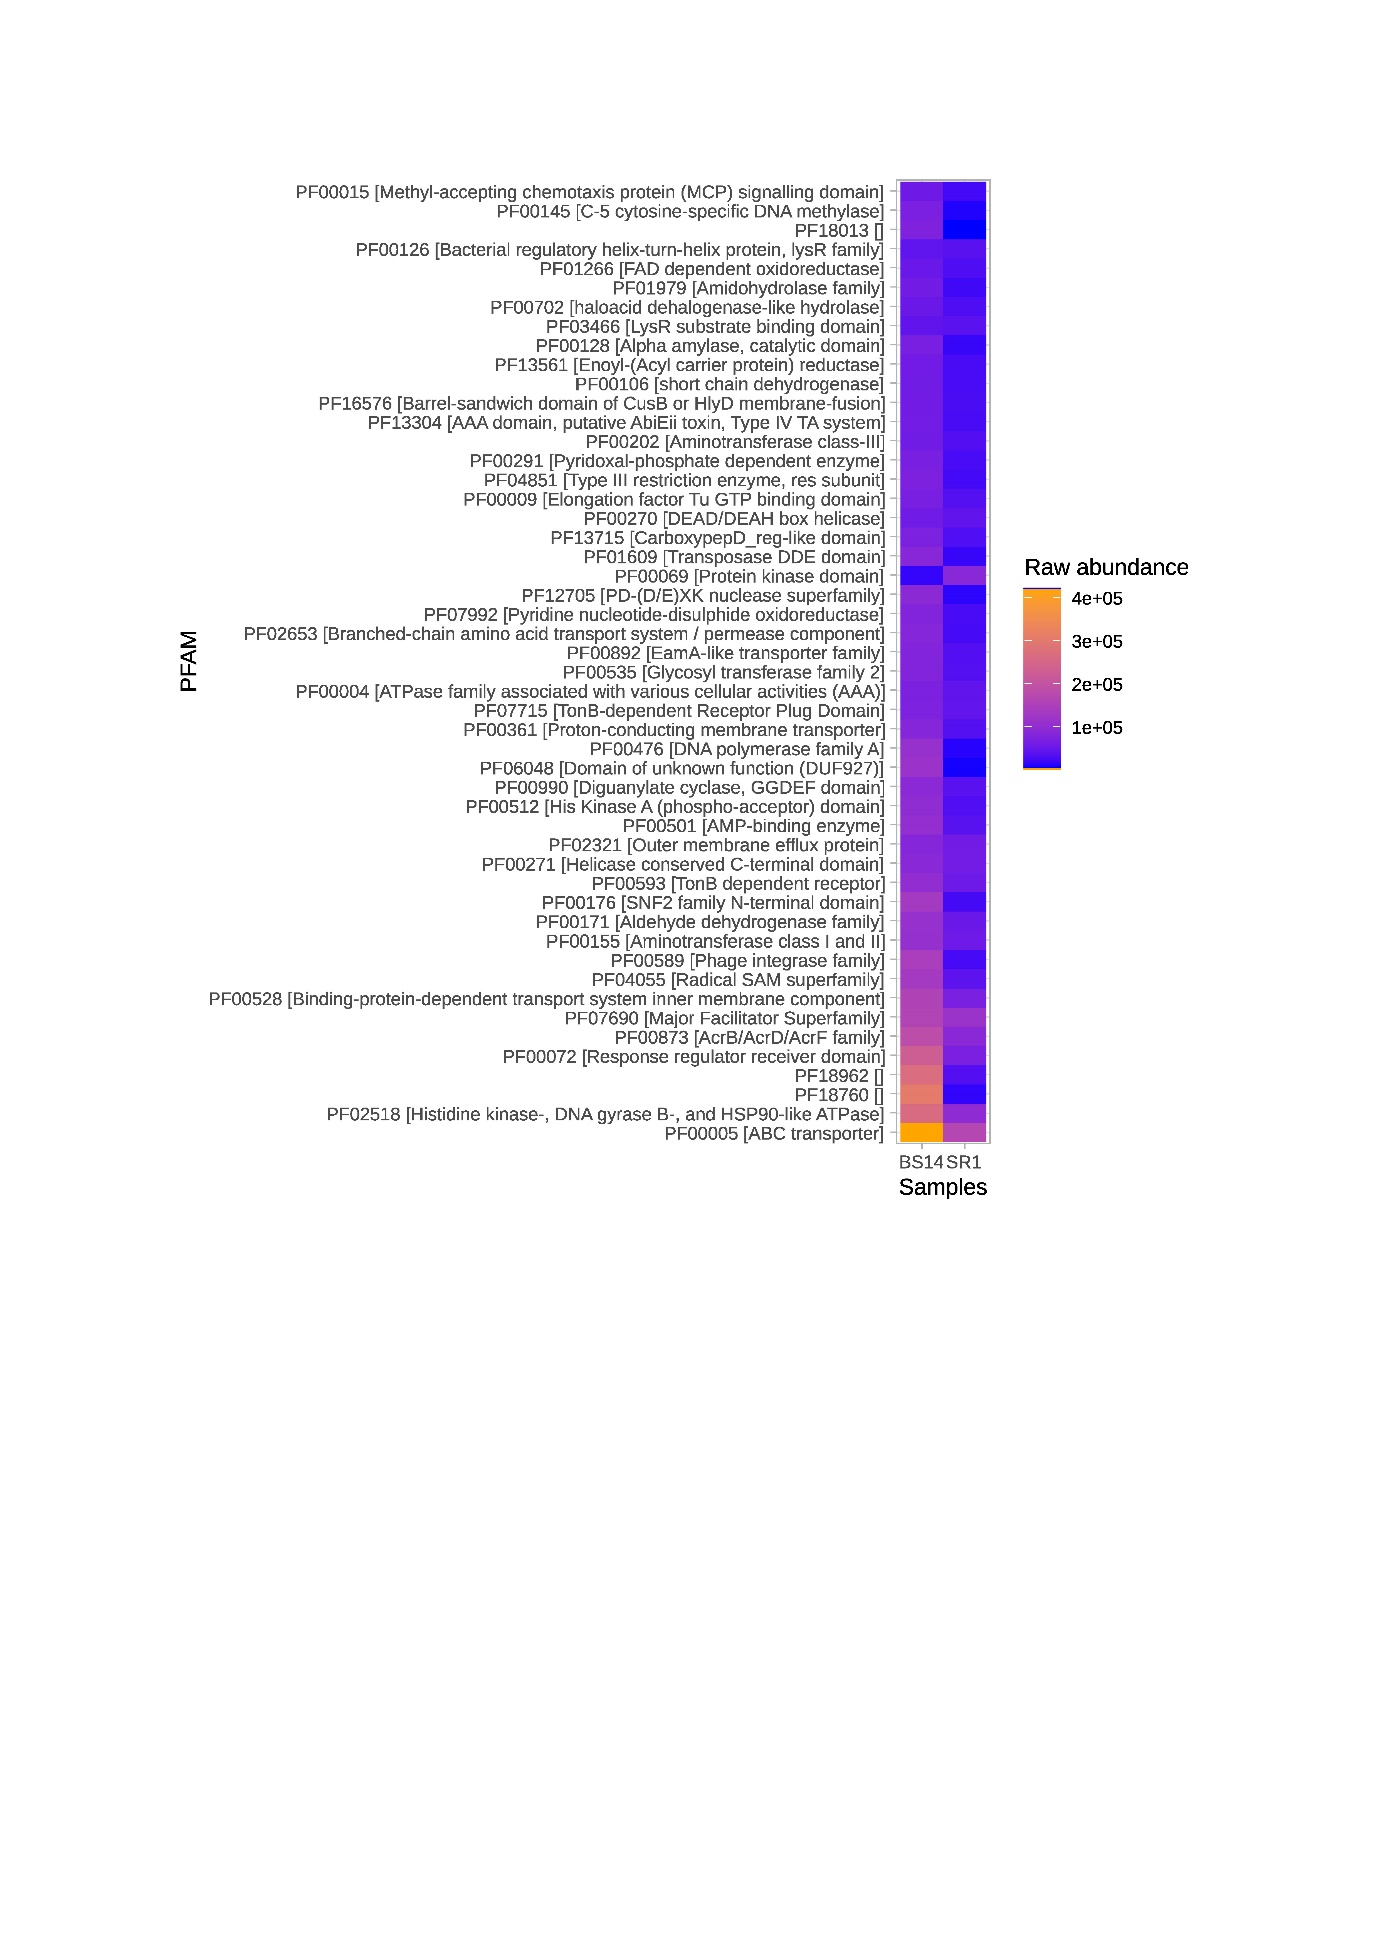 PF00015 [Methyl-accepting chemotaxis protein (MCP) signalling domain]
PF00145 [C-5 cytosine-specific DNA methylase]
PF18013 []
PF00126 [Bacterial regulatory helix-turn-helix protein, lysR family]
PF01266 [FAD dependent oxidoreductase]
PF01979 [Amidohydrolase family]
PF00702 [haloacid dehalogenase-like hydrolase]
PF03466 [LysR substrate binding domain]
PF00128 [Alpha amylase, catalytic domain]
PF13561 [Enoyl-(Acyl carrier protein) reductase]
PF00106 [short chain dehydrogenase]
PF16576 [Barrel-sandwich domain of CusB or HlyD membrane-fusion]
PF13304 [AAA domain, putative AbiEii toxin, Type IV TA system]
PF00202 [Aminotransferase class-III]
PF00291 [Pyridoxal-phosphate dependent enzyme]
PF04851 [Type III restriction enzyme, res subunit]
PF00009 [Elongation factor Tu GTP binding domain]
PF00270 [DEAD/DEAH box helicase]
PF13715 [CarboxypepD_reg-like domain]
PF01609 [Transposase DDE domain]
PF00069 [Protein kinase domain]
PF12705 [PD-(D/E)XK nuclease superfamily]
PF07992 [Pyridine nucleotide-disulphide oxidoreductase]
PF02653 [Branched-chain amino acid transport system / permease component]
PF00892 [EamA-like transporter family]
PF00535 [Glycosyl transferase family 2]
PF00004 [ATPase family associated with various cellular activities (AAA)]
PF07715 [TonB-dependent Receptor Plug Domain]
PF00361 [Proton-conducting membrane transporter]
PF00476 [DNA polymerase family A]
PF06048 [Domain of unknown function (DUF927)]
PF00990 [Diguanylate cyclase, GGDEF domain]
PF00512 [His Kinase A (phospho-acceptor) domain]
PF00501 [AMP-binding enzyme]
PF02321 [Outer membrane efflux protein]
PF00271 [Helicase conserved C-terminal domain]
PF00593 [TonB dependent receptor]
PF00176 [SNF2 family N-terminal domain]
PF00171 [Aldehyde dehydrogenase family]
PF00155 [Aminotransferase class I and II]
PF00589 [Phage integrase family]
PF04055 [Radical SAM superfamily]
PF00528 [Binding-protein-dependent transport system inner membrane component]
PF07690 [Major Facilitator Superfamily]
PF00873 [AcrB/AcrD/AcrF family]
PF00072 [Response regulator receiver domain]
PF18962 []
PF18760 []
PF02518 [Histidine kinase-, DNA gyrase B-, and HSP90-like ATPase]
PF00005 [ABC transporter]
PFAM
BS14 SR1
Samples
Raw abundance
4e+05
3e+05
2e+05
1e+05